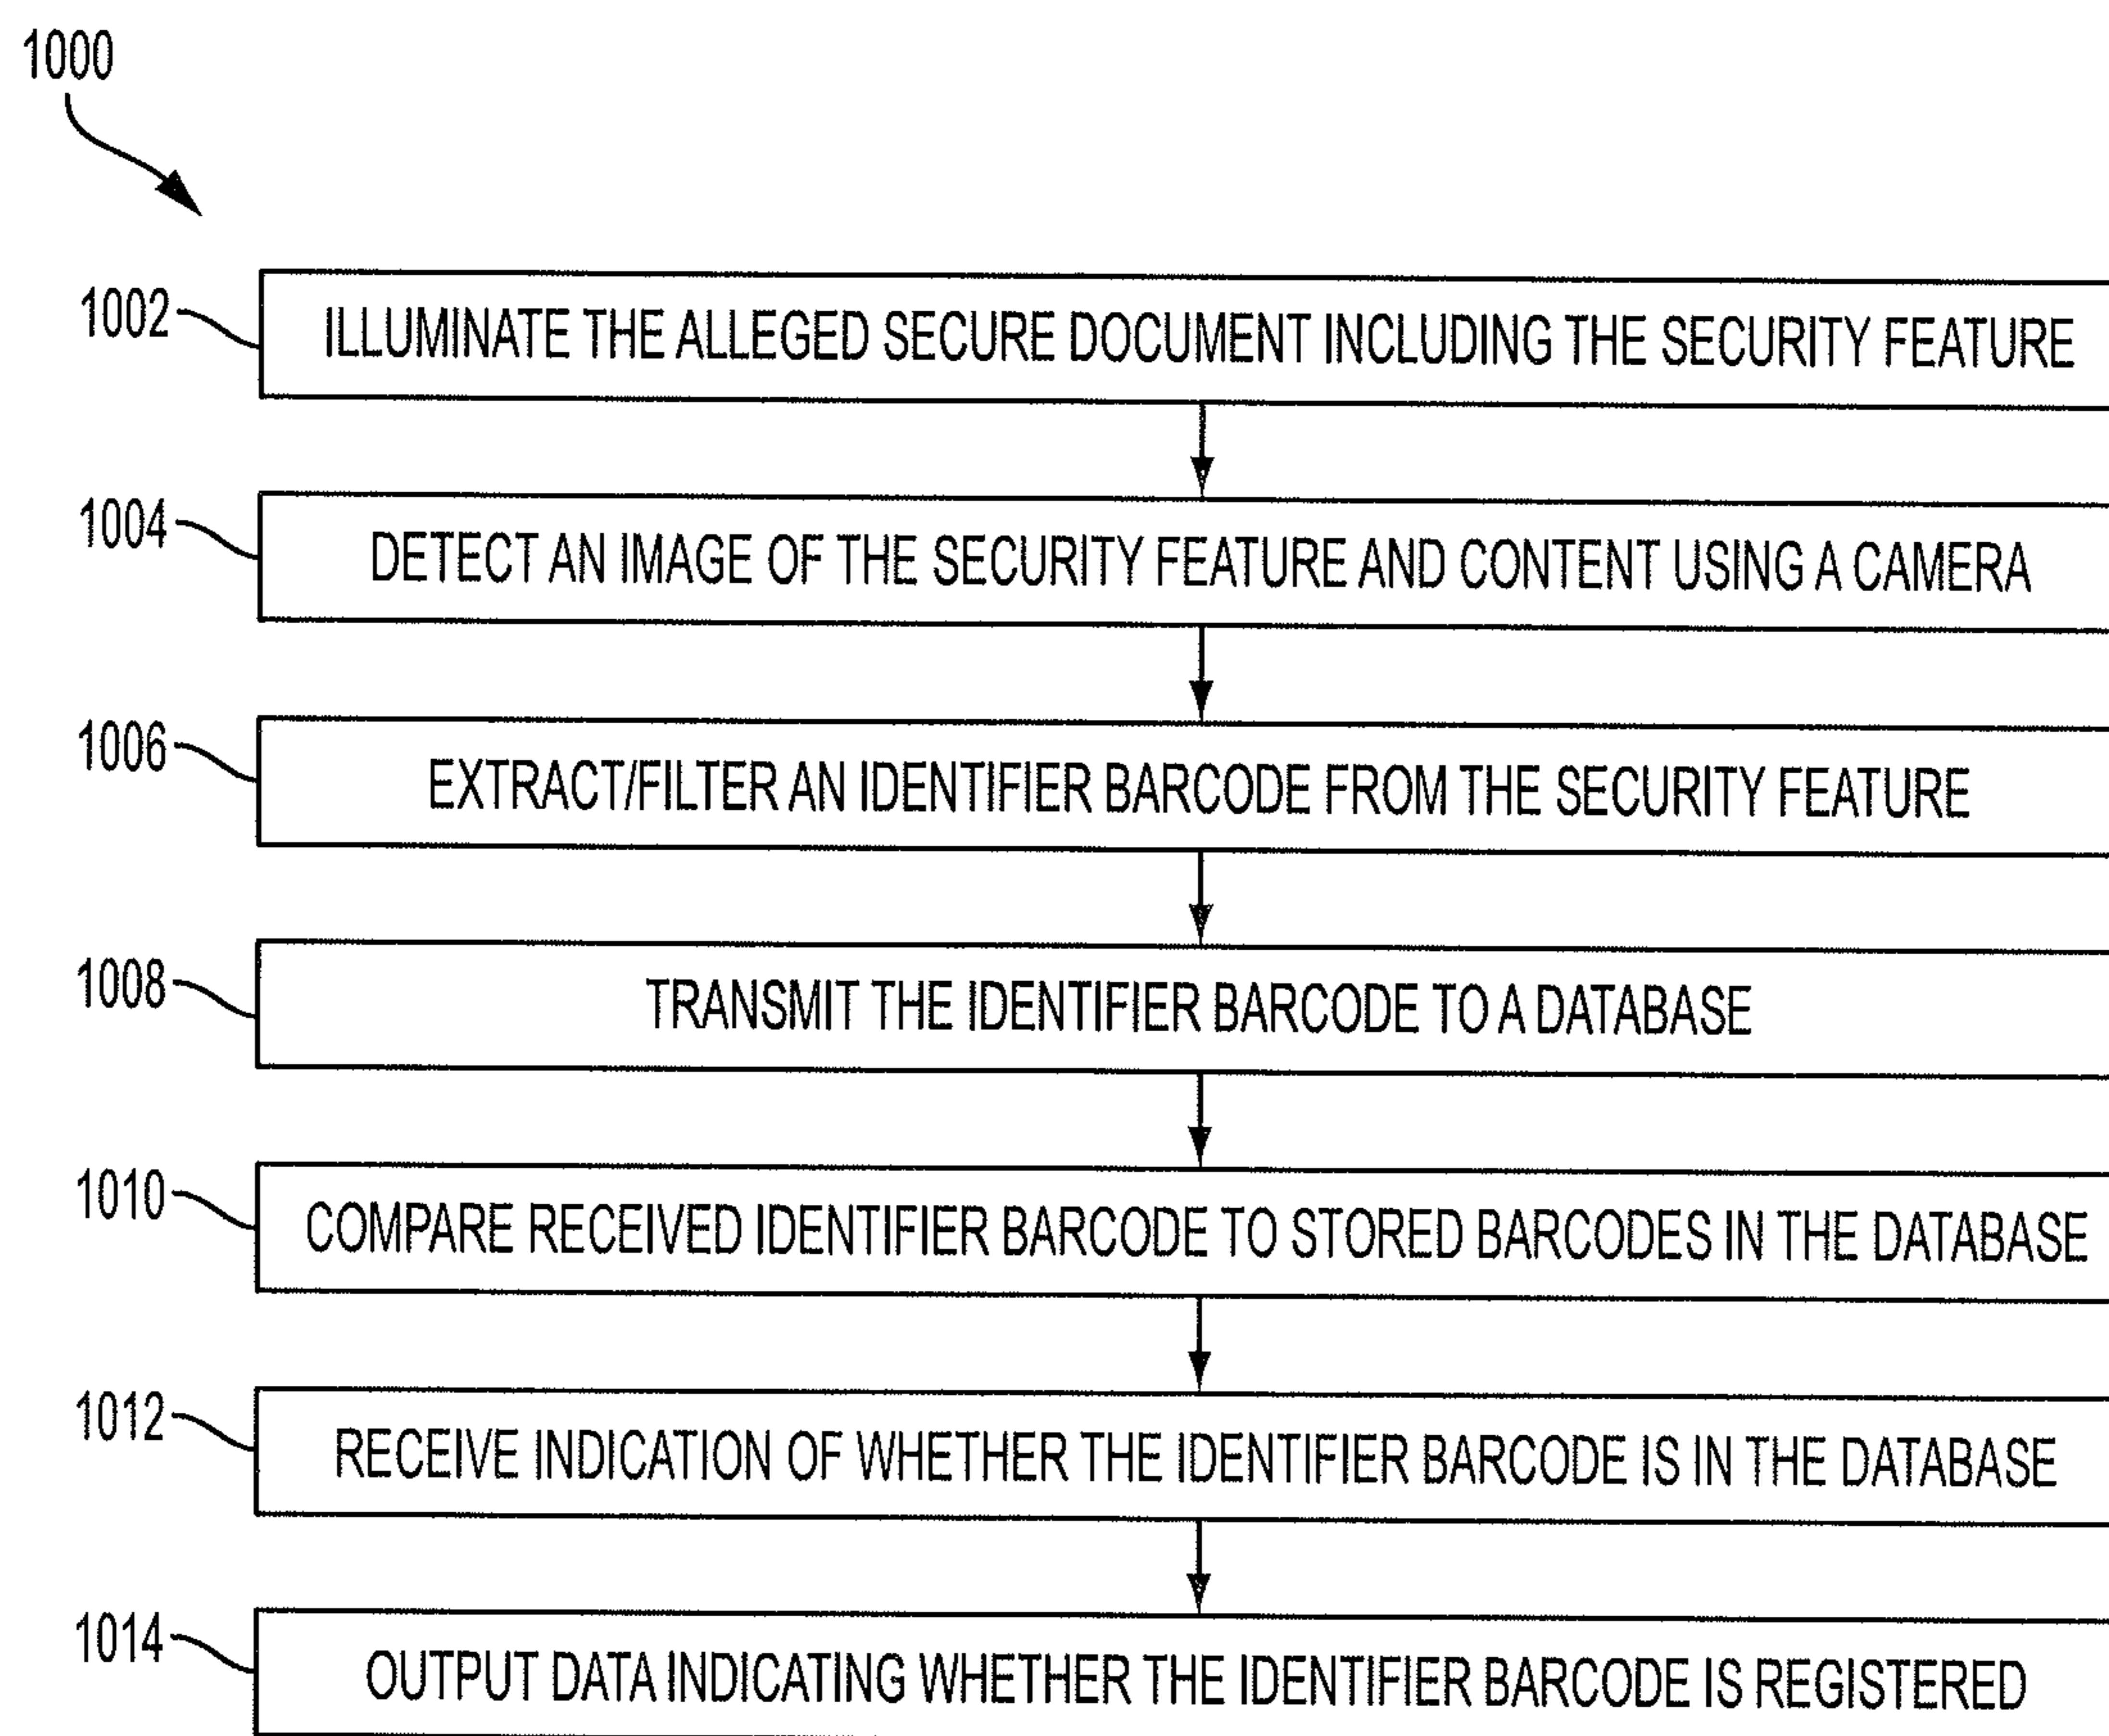 1000
1002 ILLUMINATE THE ALLEGED SECURE DOCUMENT INCLUDING THE SECURITY FEATURE
1004 DETECT AN IMAGE OF THE SECURITY FEATURE AND CONTENT USING A CAMERA
1006 EXTRACT/FILTER AN IDENTIFIER BARCODE FROM THE SECURITY FEATURE
1008 TRANSMIT THE IDENTIFIER BARCODE TO A DATABASE
1010 COMPARE RECEIVED IDENTIFIER BARCODE TO STORED BARCODES IN THE DATABASE
1012 RECEIVE INDICATION OF WHETHER THE IDENTIFIER BARCODE IS IN THE DATABASE
1014 OUTPUT DATA INDICATING WHETHER THE IDENTIFIER BARCODE IS REGISTERED